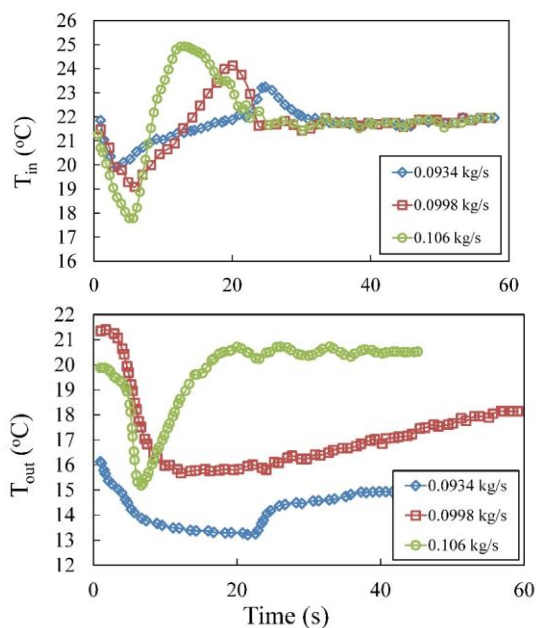 26
25
24
23
22
21
20
19
18
17
16
T_in (°C)
0 20 40 60
0.0934 kg/s
0.0998 kg/s
0.106 kg/s
22
21
20
19
18
17
16
15
14
13
12
T_out (°C)
0 20 40 60
0.0934 kg/s
0.0998 kg/s
0.106 kg/s
Time (s)